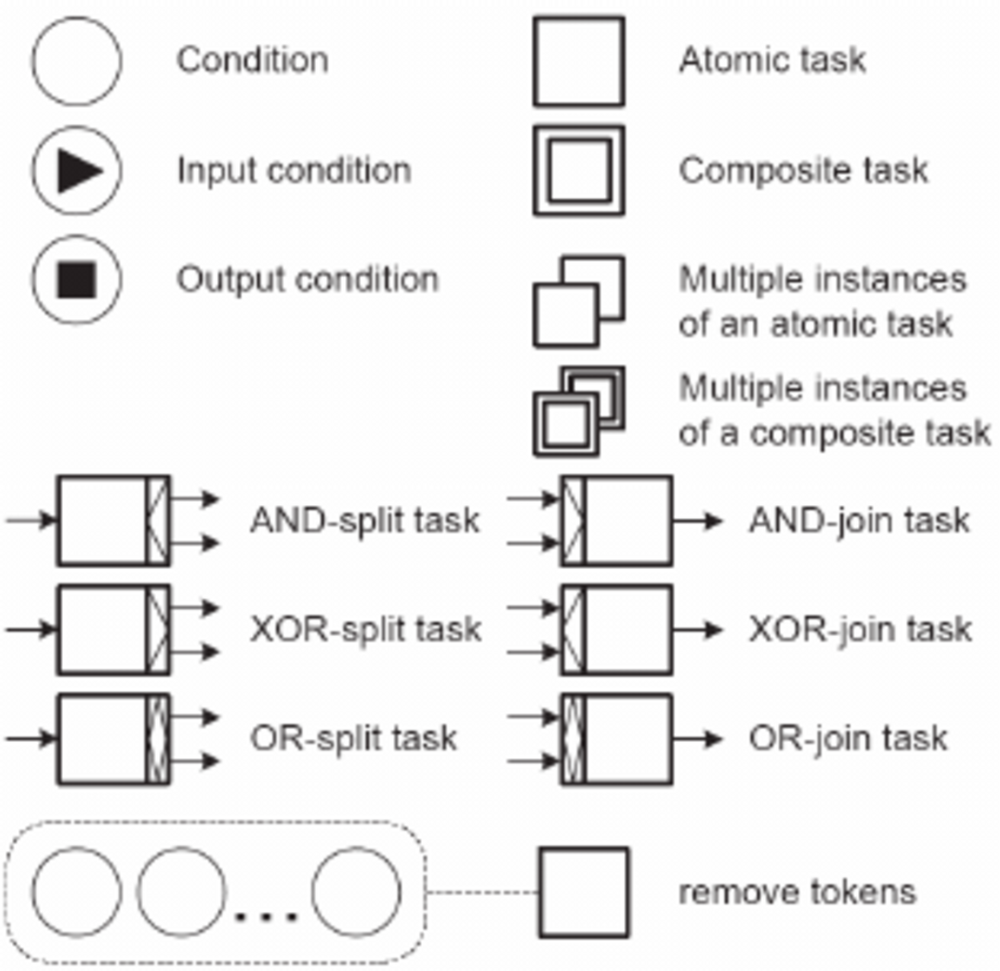 Condition
Atomic task
Input condition
Composite task
Output condition
Multiple instances
of an atomic task
Multiple instances
of a composite task
AND-split task
AND-join task
XOR-split task
XOR-join task
OR-split task
OR-join task
...
remove tokens